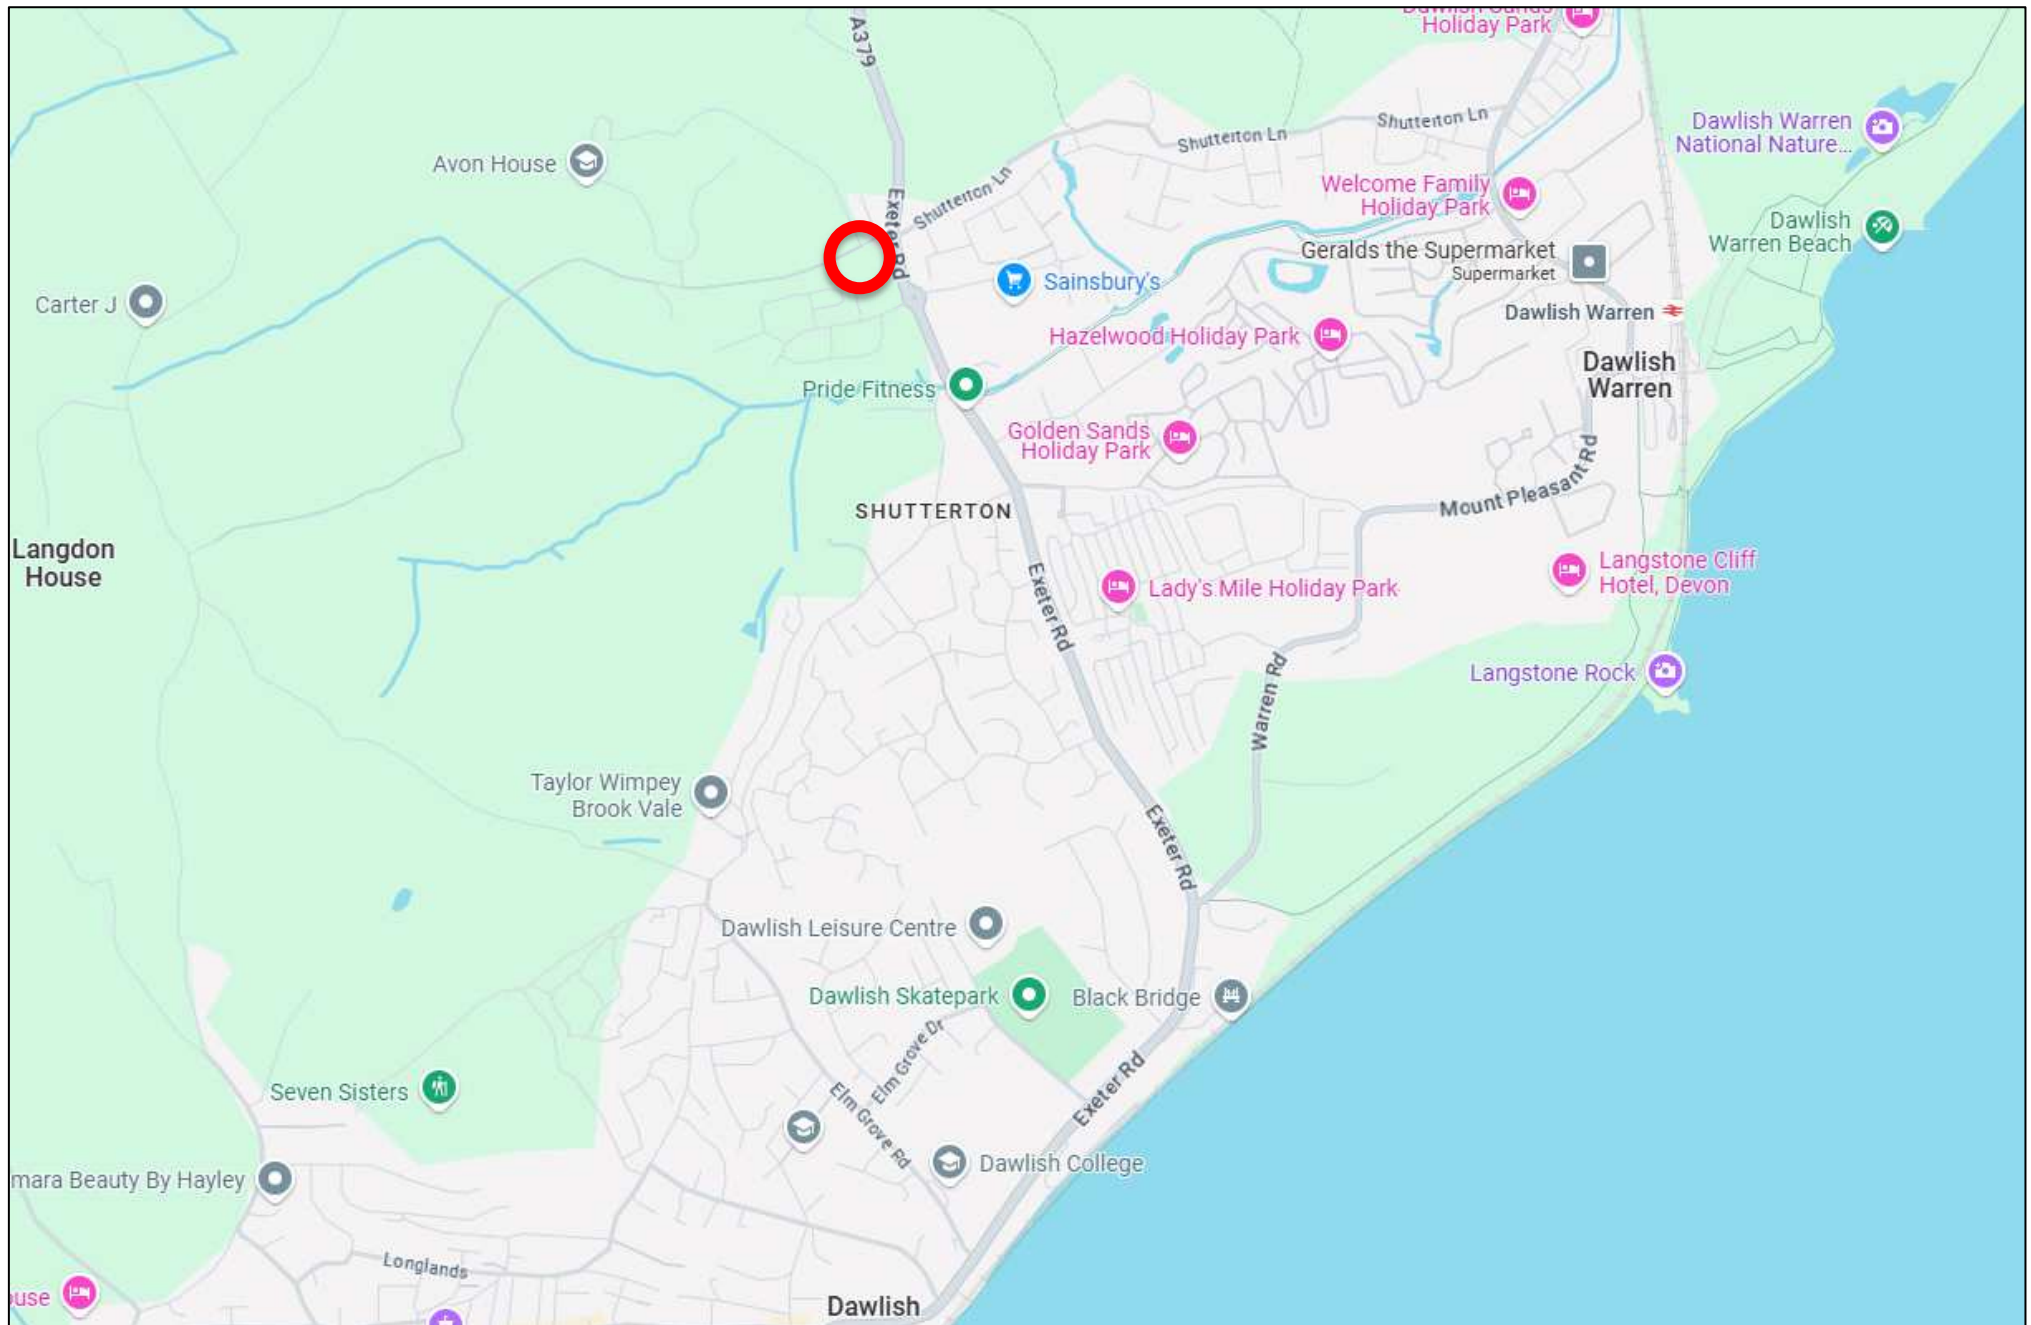 Dawlish Sands
Holiday Park
A379
Shutterton Ln
Shutterton Ln
Dawlish Warren
National Nature...
Avon House
Welcome Family
Holiday Park
Exeter Rd
Shutterton Ln
Dawlish
Warren Beach
Geralds the Supermarket
Supermarket
Sainsbury's
Carter J
Dawlish Warren
Hazelwood Holiday Park
Dawlish
Warren
Pride Fitness
Golden Sands
Holiday Park
Mount Pleasant Rd
SHUTTERTON
Langdon
House
Langstone Cliff
Hotel, Devon
Exeter Rd
Lady's Mile Holiday Park
Langstone Rock
Warren Rd
Taylor Wimpey
Brook Vale
Exeter Rd
Dawlish Leisure Centre
Dawlish Skatepark
Black Bridge
Elm Grove Dr
Exeter Rd
Seven Sisters
Elm Grove Rd
Dawlish College
mara Beauty By Hayley
Longlands
use
Dawlish